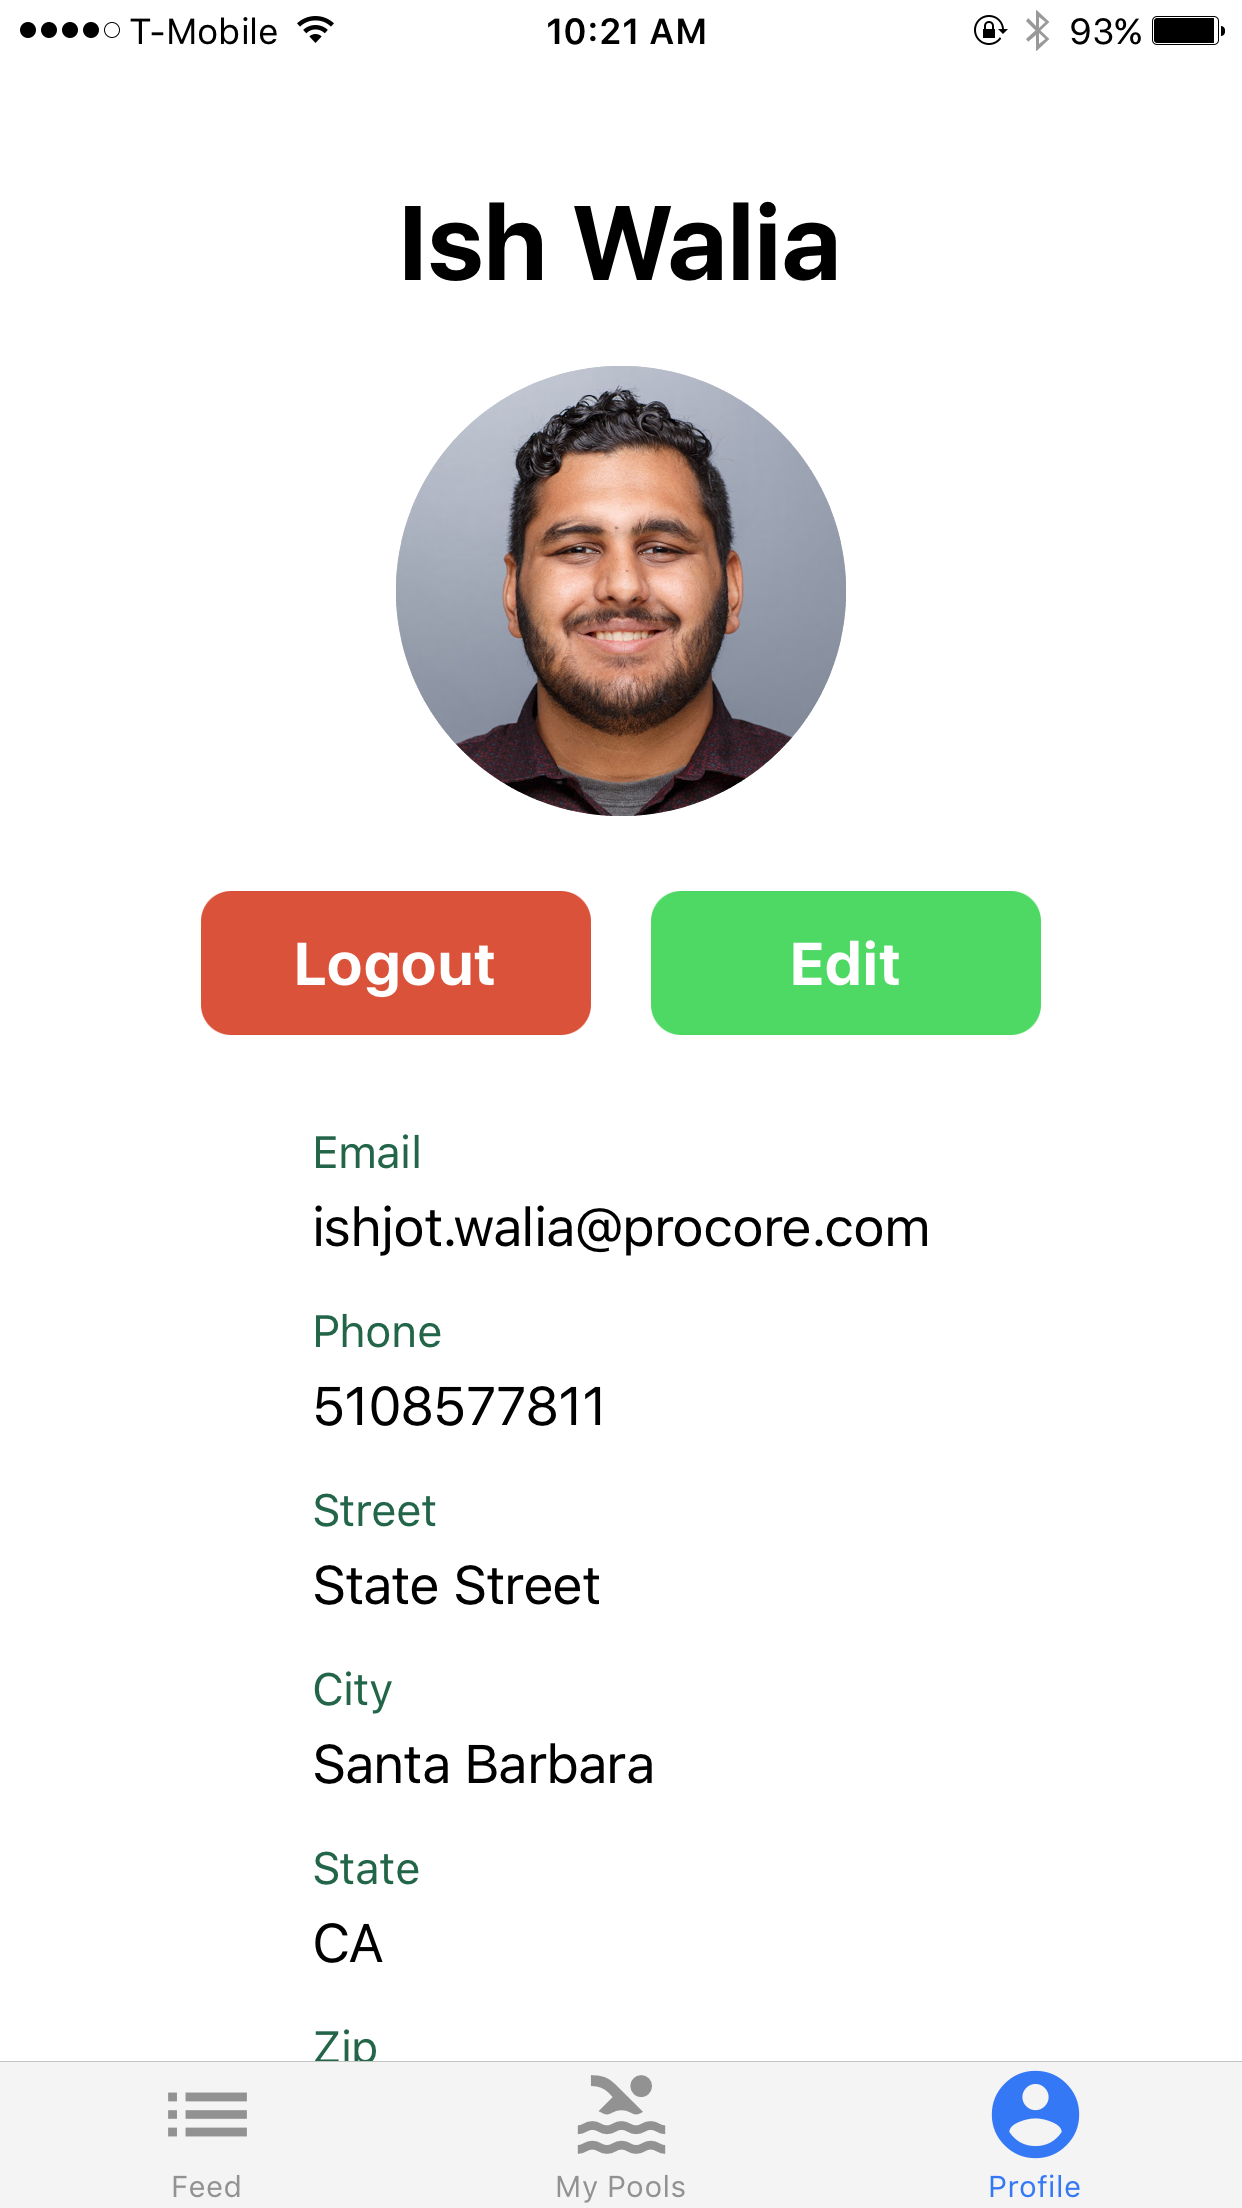 T-Mobile 10:21 AM 93%
Ish Walia
Logout Edit
Email
ishjot.walia@procore.com
Phone
5108577811
Street
State Street
City
Santa Barbara
State
CA
Zip
Feed My Pools Profile